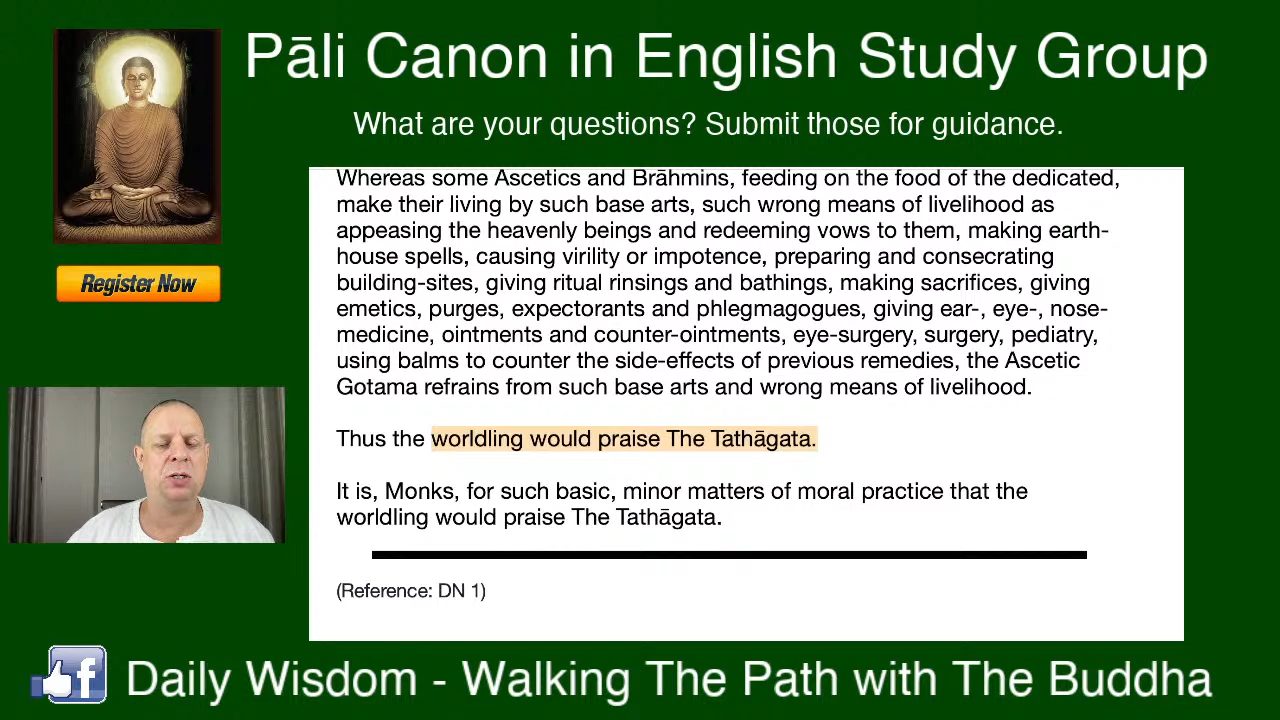 Pāli Canon in English Study Group
What are your questions? Submit those for guidance.
Whereas some Ascetics and Brāhmins, feeding on the food of the dedicated,
make their living by such base arts, such wrong means of livelihood as
appeasing the heavenly beings and redeeming vows to them, making earth-
house spells, causing virility or impotence, preparing and consecrating
building-sites, giving ritual rinsings and bathings, making sacrifices, giving
emetics, purges, expectorants and phlegmagogues, giving ear-, eye-, nose-
medicine, ointments and counter-ointments, eye-surgery, surgery, pediatry,
using balms to counter the side-effects of previous remedies, the Ascetic
Gotama refrains from such base arts and wrong means of livelihood.
Thus the worldling would praise The Tathāgata.
It is, Monks, for such basic, minor matters of moral practice that the
worldling would praise The Tathāgata.
(Reference: DN 1)
Register Now
f
Daily Wisdom - Walking The Path with The Buddha